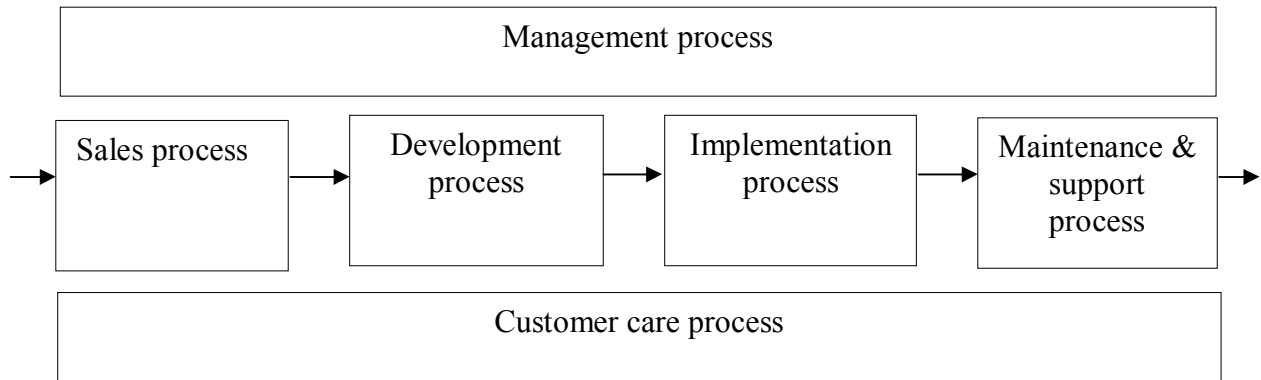 Management process
Sales process
Development
process
Implementation
process
Maintenance &
support
process
Customer care process